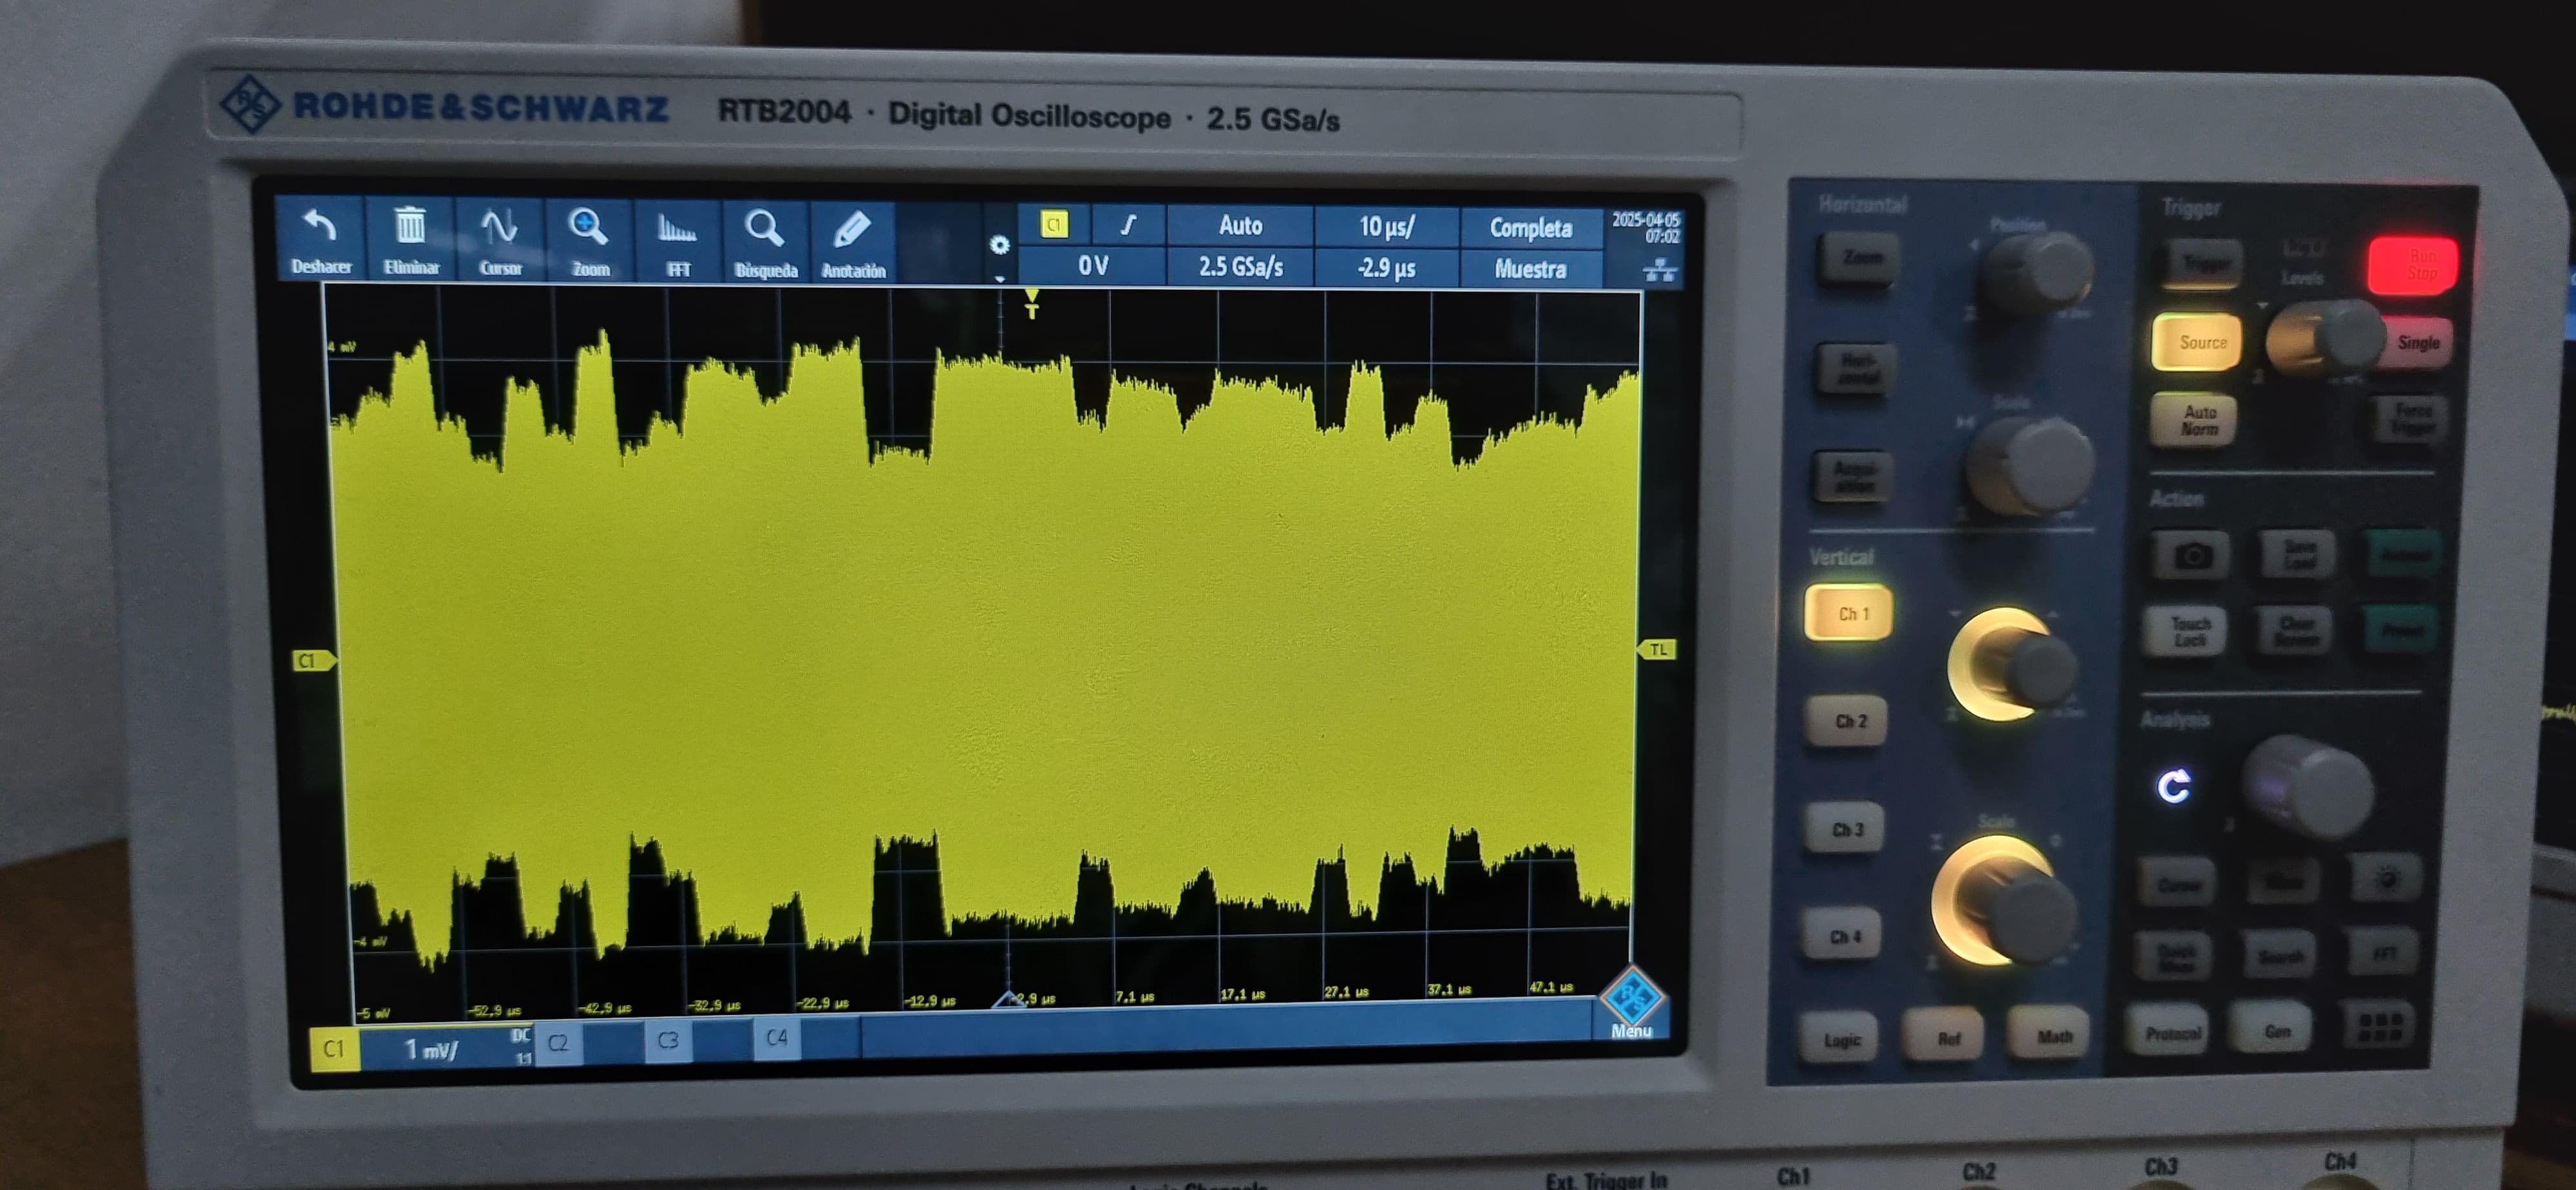 ROHDE&SCHWARZ RTB2004 · Digital Oscilloscope · 2.5 GSa/s
Deshacer Eliminar Cursor Zoom FFT Búsqueda Anotación
C1 Auto 10 µs/ Completa 2025-04-05
07:02
0 V 2.5 GSa/s -2.9 µs Muestra
T
4 mV
C1
TL
-4 mV
-5 mV -52,9 µs -42,9 µs -32,9 µs -22,9 µs -12,9 µs -2,9 µs 7,1 µs 17,1 µs 27,1 µs 37,1 µs 47,1 µs
C1 1 mV/ DC
1:1
C2 C3 C4
Menu
Horizontal
Position
Zoom
Hori-
zontal
Scale
Acqui-
sition
Vertical
Ch 1
Ch 2
Ch 3
Scale
Ch 4
Logic Ref Math
Trigger
Trigger
Levels
Run
Stop
Source
Single
Auto
Norm
Force
Trigger
Action
Save
Load
Touch
Lock
Clear
Screen
Preset
Analysis
Cursor
Quick
Meas
Search
FFT
Protocol Gen
Logic Channels
Ext. Trigger In
Ch1 Ch2 Ch3 Ch4